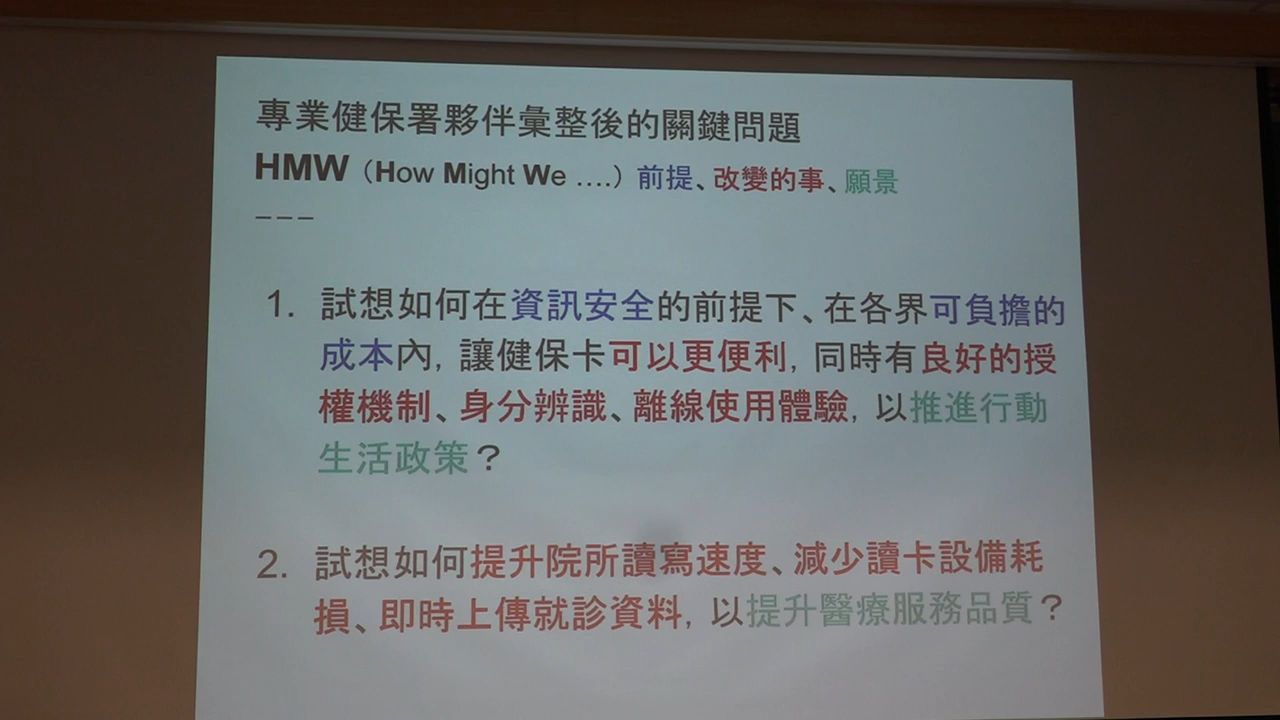 專業健保署夥伴彙整後的關鍵問題
HMW（How Might We ....）前提、改變的事、願景
---
1. 試想如何在資訊安全的前提下、在各界可負擔的
成本內，讓健保卡可以更便利，同時有良好的授
權機制、身分辨識、離線使用體驗，以推進行動
生活政策？
2. 試想如何提升院所讀寫速度、減少讀卡設備耗
損、即時上傳就診資料，以提升醫療服務品質？